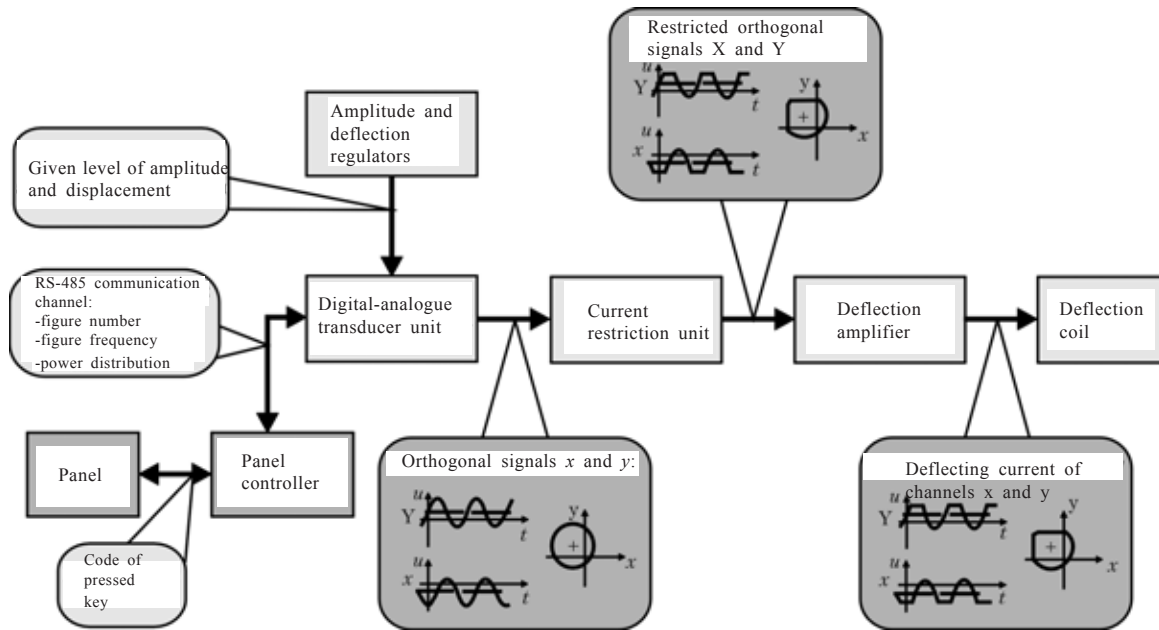 Restricted orthogonal
signals X and Y
u
Y
t
u
x
t
y
+
x
Amplitude and
deflection
regulators
Given level of amplitude
and displacement
RS-485 communication
channel:
-figure number
-figure frequency
-power distribution
Digital-analogue
transducer unit
Current
restriction unit
Deflection
amplifier
Deflection
coil
Panel
Panel
controller
Code of
pressed
key
Orthogonal signals x and y:
u
Y
t
u
x
t
y
+
x
Deflecting current of
channels x and y
u
Y
t
u
x
t
y
+
x